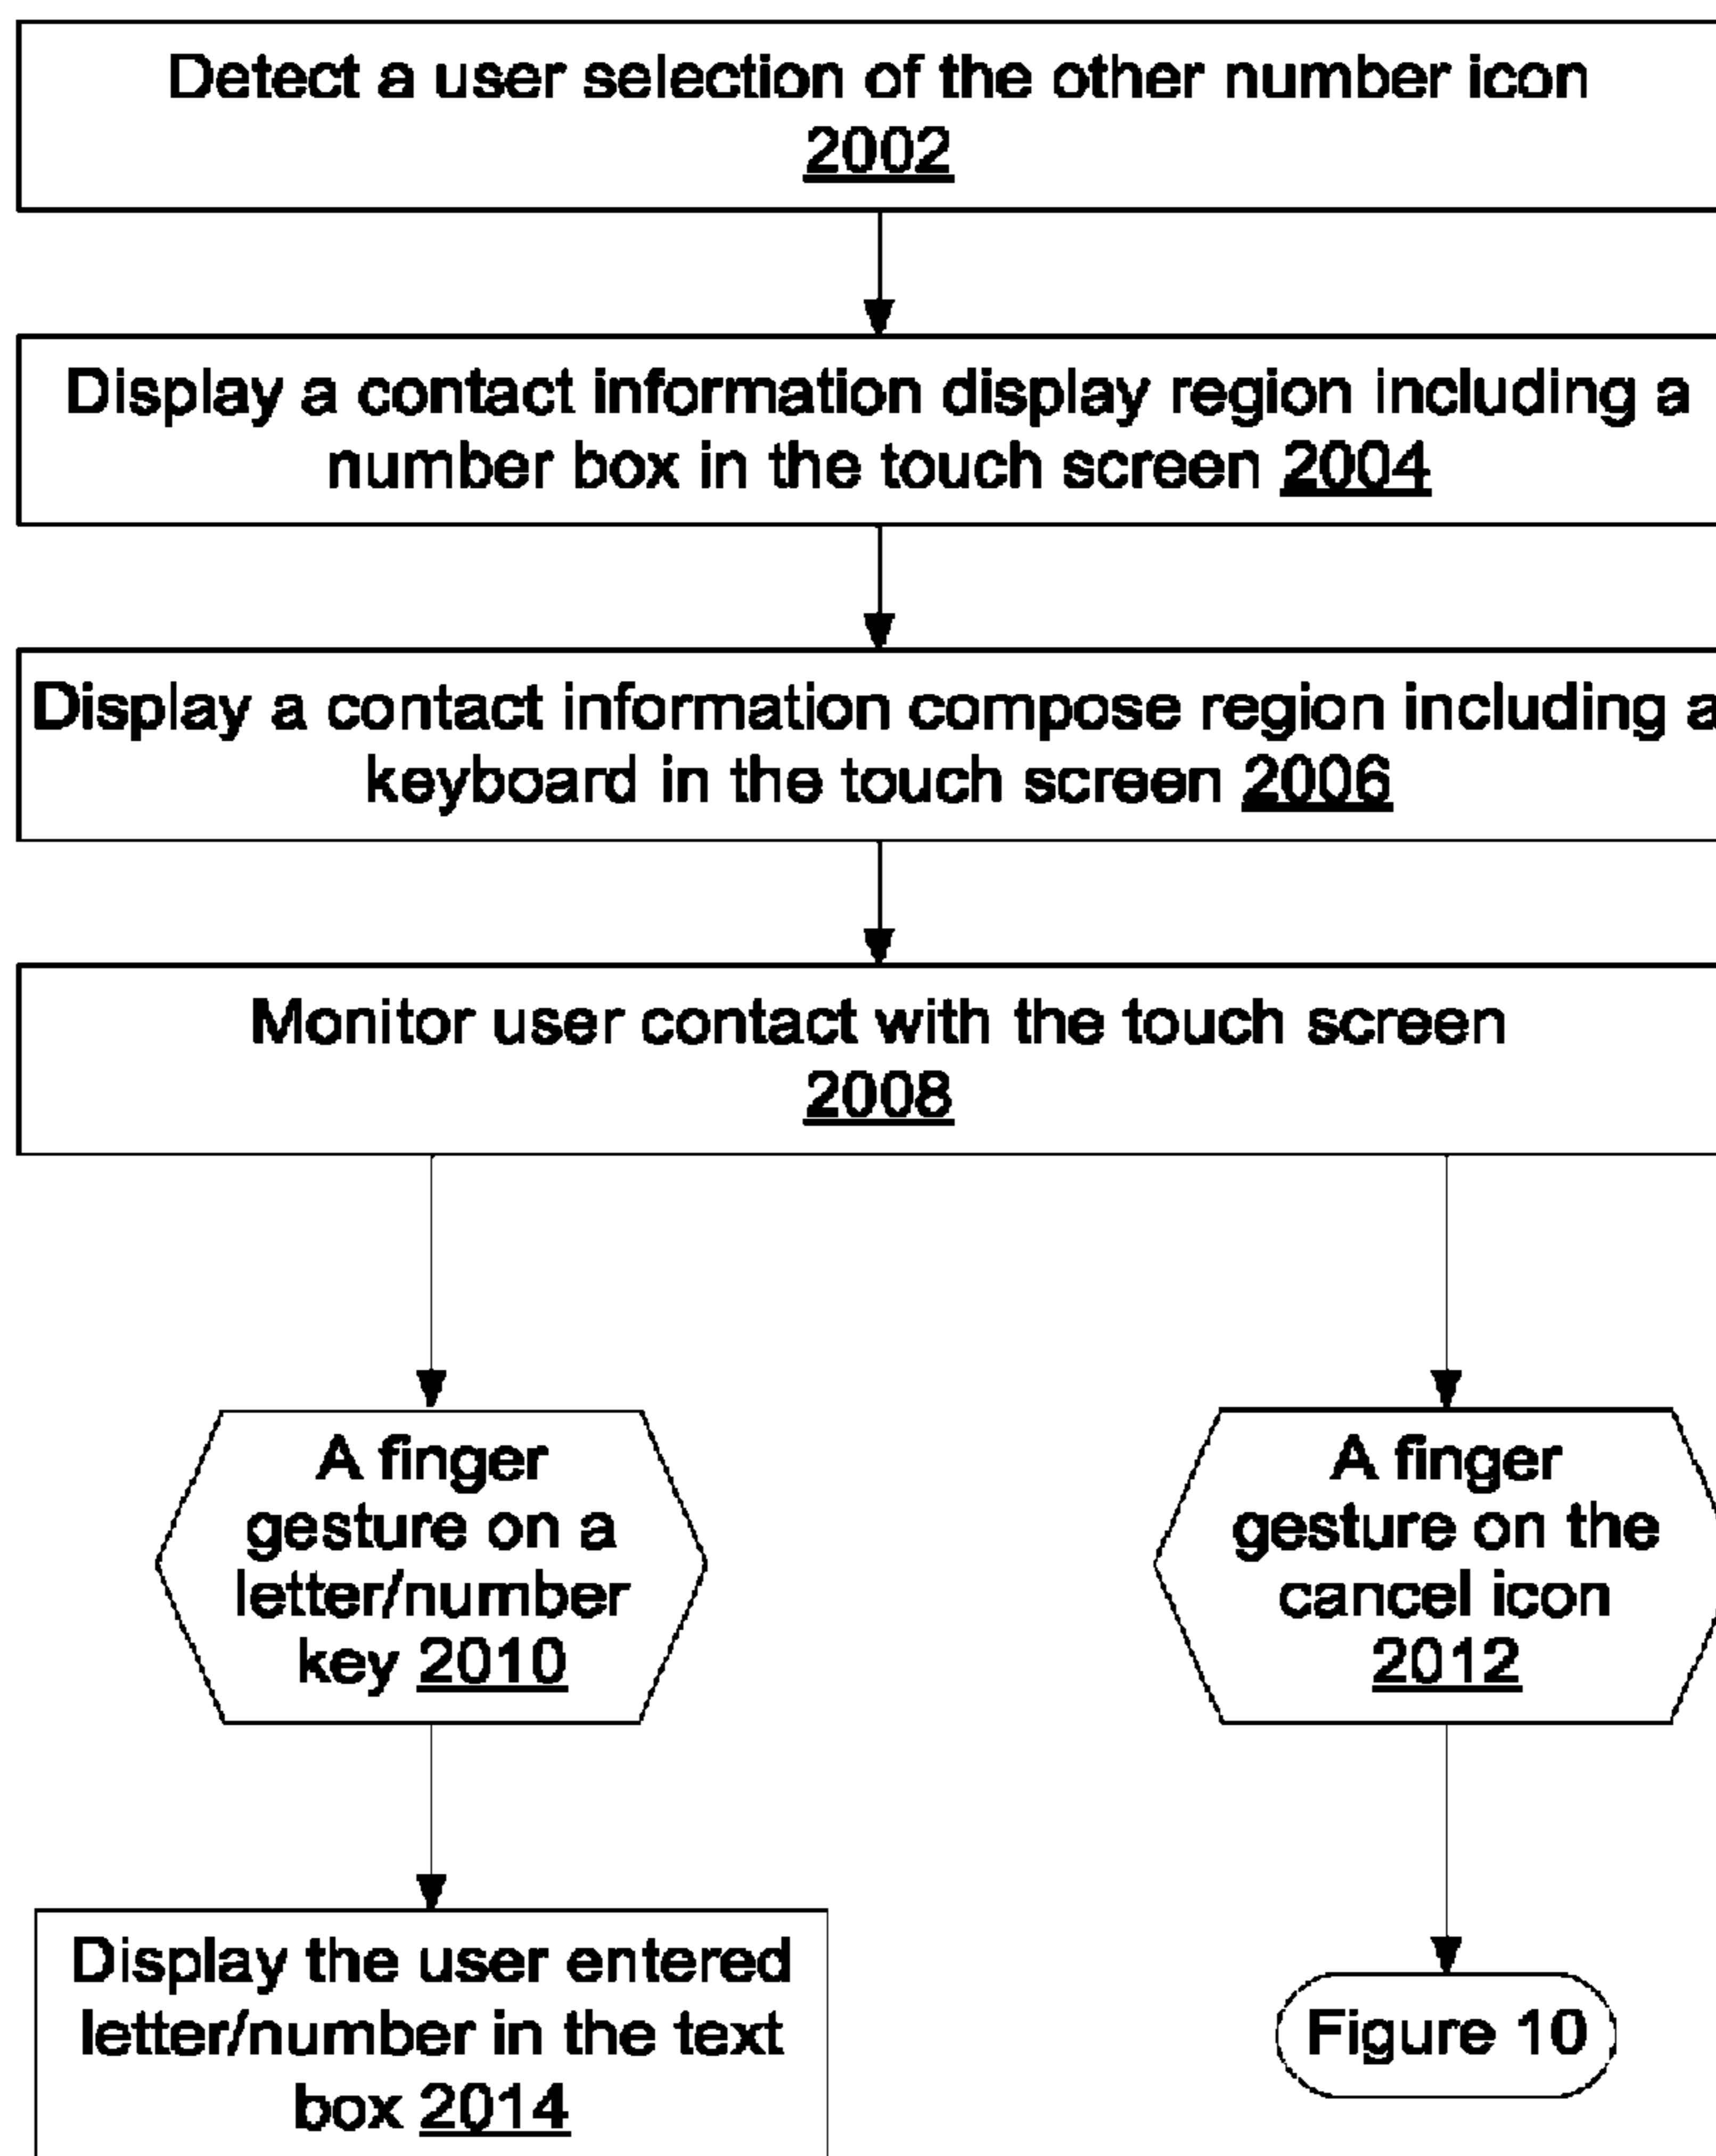 Detect a user selection of the other number icon
2002
Display a contact information display region including a
number box in the touch screen 2004
Display a contact information compose region including a
keyboard in the touch screen 2006
Monitor user contact with the touch screen
2008
A finger
gesture on a
letter/number
key 2010
A finger
gesture on the
cancel icon
2012
Display the user entered
letter/number in the text
box 2014
Figure 10